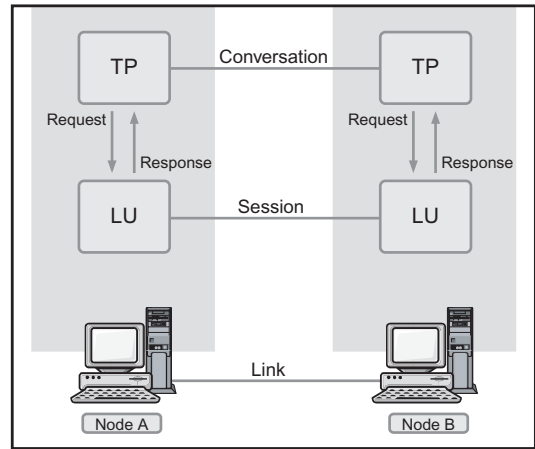 TP
Conversation
TP
Request
Response
Request
Response
LU
Session
LU
Link
Node A
Node B